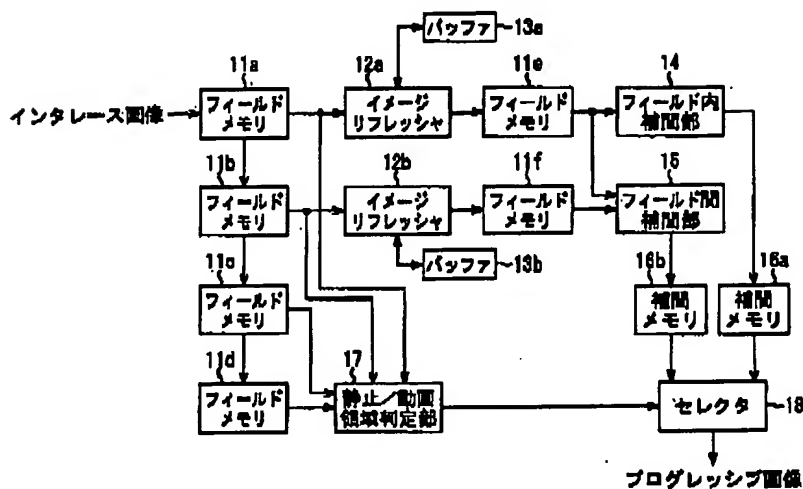 バッファ
13a
11a
12a
11e
14
インタレース画像
フィールド
メモリ
イメージ
リフレッシャ
フィールド
メモリ
フィールド内
補間部
11b
12b
11f
15
フィールド
メモリ
イメージ
リフレッシャ
フィールド
メモリ
フィールド間
補間部
11c
バッファ
13b
16b
16a
フィールド
メモリ
補間
メモリ
補間
メモリ
11d
17
フィールド
メモリ
静止/動画
領域判定部
セレクタ
18
プログレッシブ画像